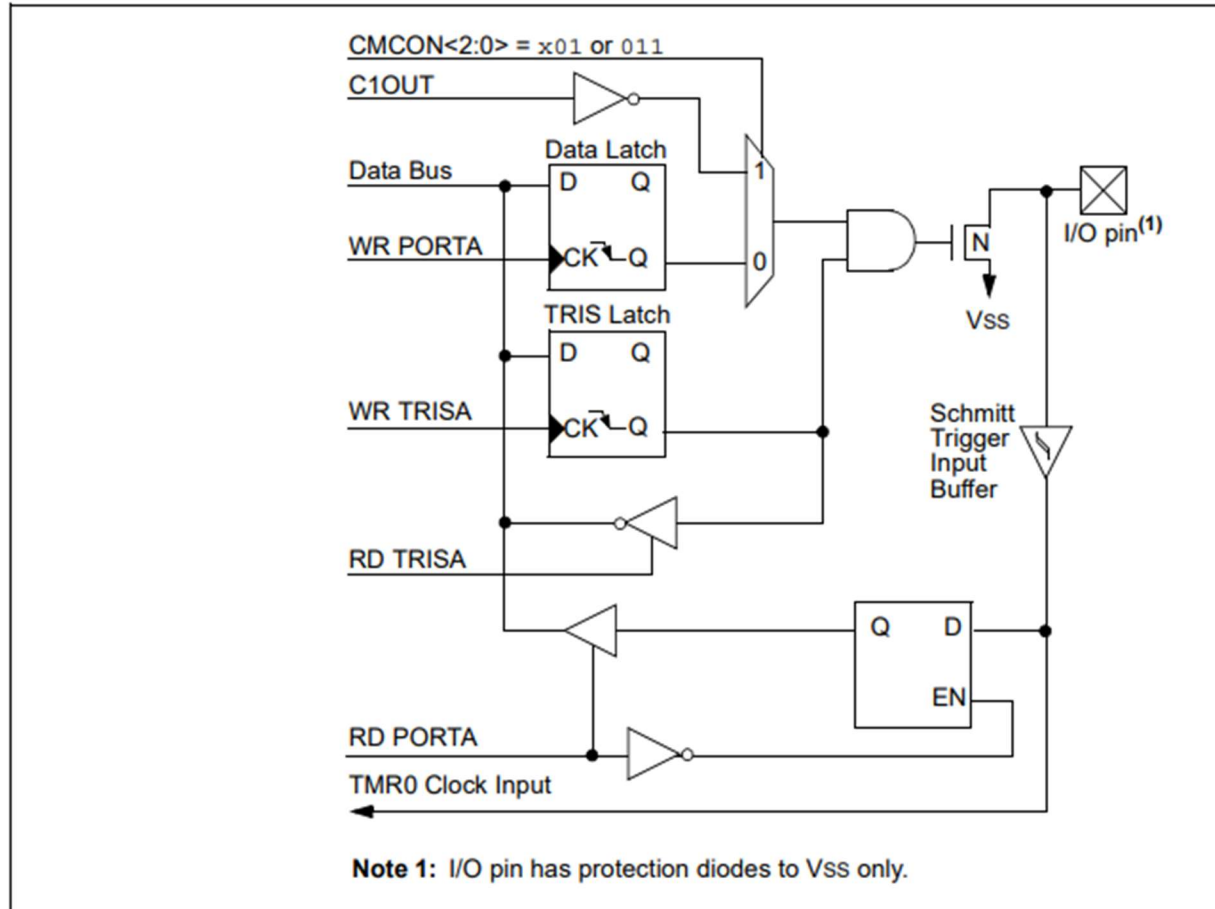 CMCON<2:0> = x01 or 011
C1OUT
Data Latch
Data Bus
D Q
1
WR PORTA
CK Q
0
I/O pin(1)
N
VSS
TRIS Latch
D Q
WR TRISA
CK Q
Schmitt
Trigger
Input
Buffer
RD TRISA
Q D
EN
RD PORTA
TMR0 Clock Input
Note 1: I/O pin has protection diodes to VSS only.